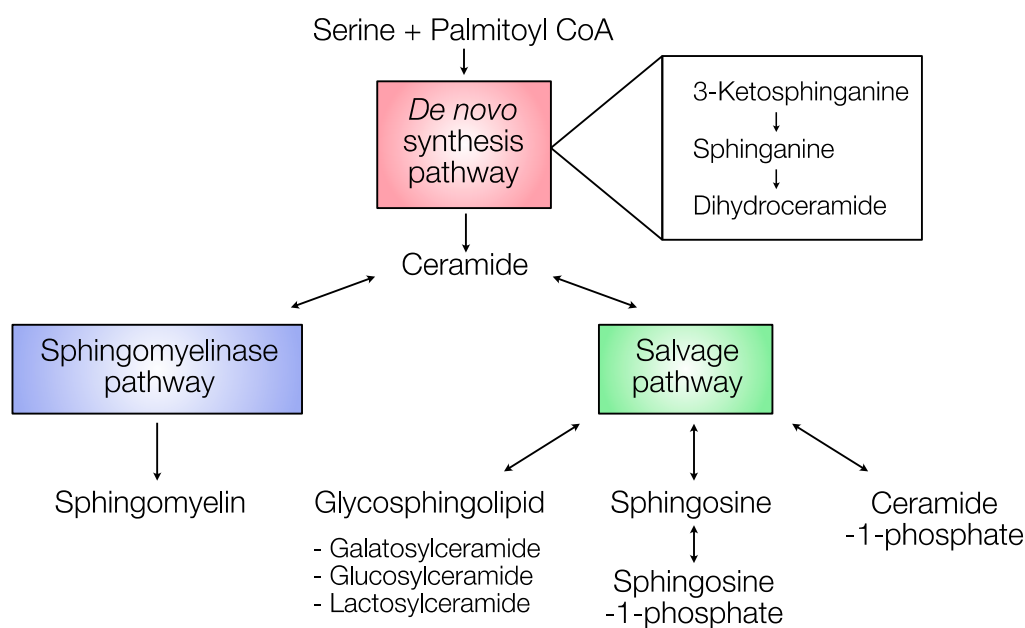 Serine + Palmitoyl CoA
De novo
synthesis
pathway
3-Ketosphinganine
Sphinganine
Dihydroceramide
Ceramide
Sphingomyelinase
pathway
Salvage
pathway
Sphingomyelin
Glycosphingolipid
- Galatosylceramide
- Glucosylceramide
- Lactosylceramide
Sphingosine
Sphingosine
-1-phosphate
Ceramide
-1-phosphate